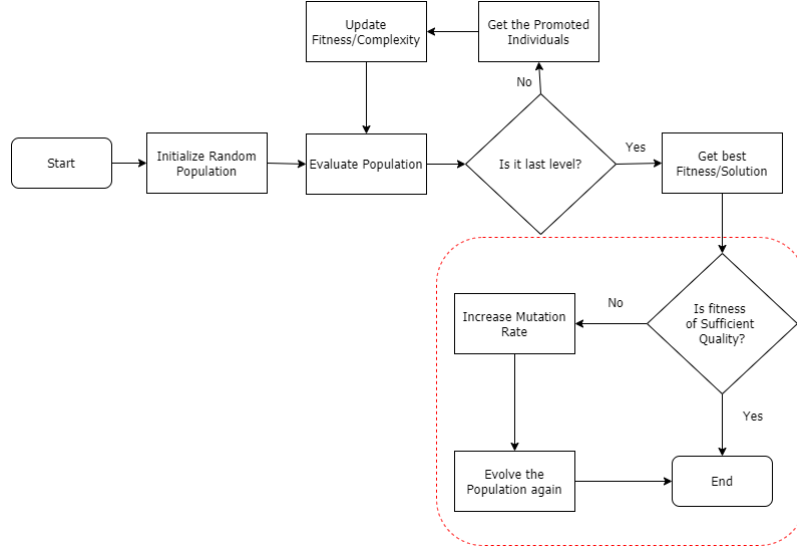 Update
Fitness/Complexity
Get the Promoted
Individuals
No
Start
Initialize Random
Population
Evaluate Population
Is it last level?
Yes
Get best
Fitness/Solution
Is fitness
of Sufficient
Quality?
No
Increase Mutation
Rate
Yes
Evolve the
Population again
End